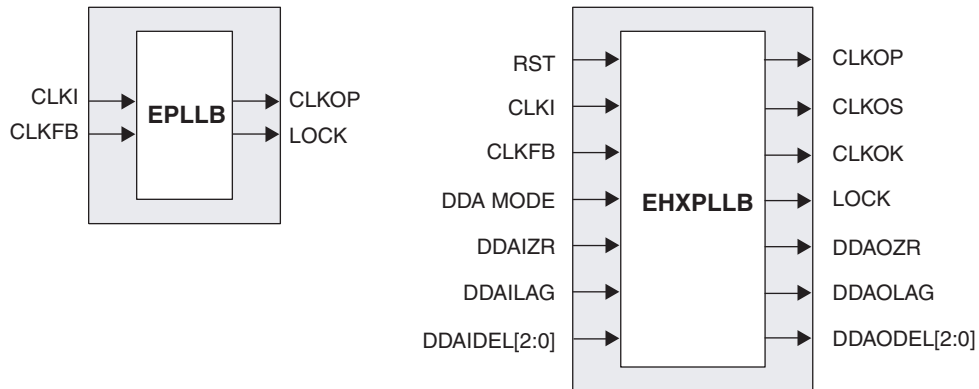 CLKI
CLKFB
EPLLB
CLKOP
LOCK
RST
CLKI
CLKFB
DDA MODE
DDAIZR
DDAILAG
DDAIDEL[2:0]
EHXPLLB
CLKOP
CLKOS
CLKOK
LOCK
DDAOZR
DDAOLAG
DDAODEL[2:0]